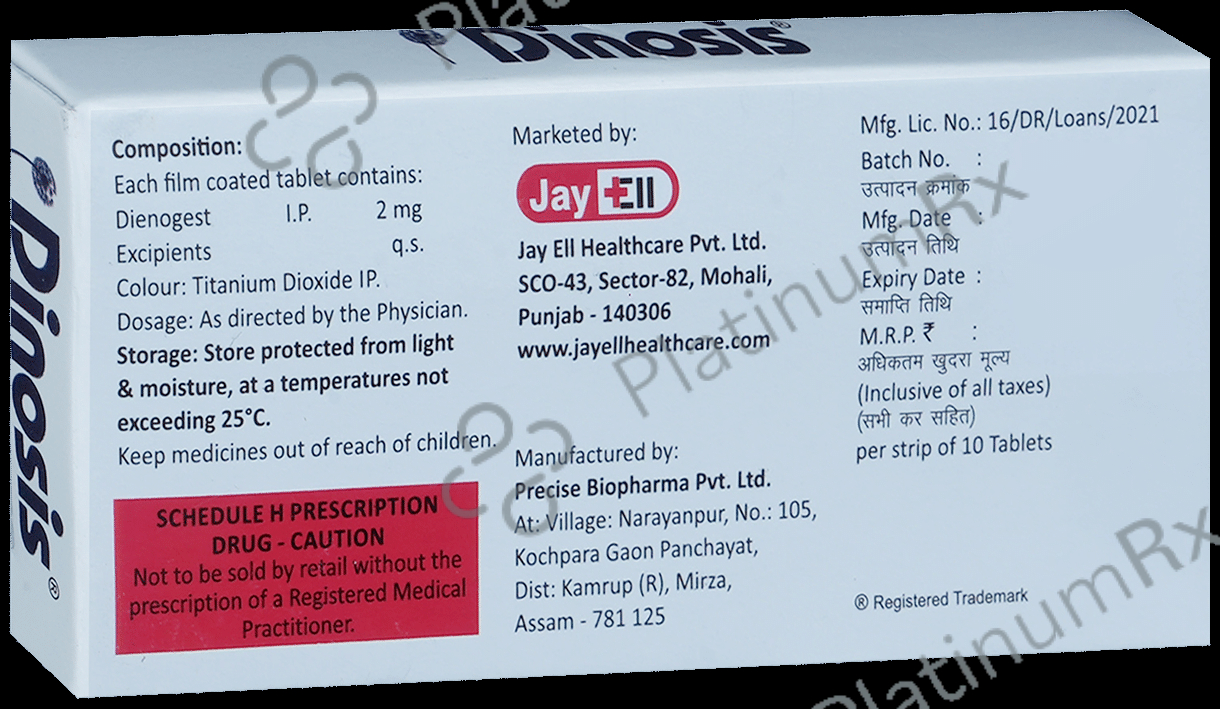 Dinosis®
Dinosis®
Composition:
Each film coated tablet contains:
Dienogest I.P. 2 mg
Excipients q.s.
Colour: Titanium Dioxide IP.
Dosage: As directed by the Physician.
Storage: Store protected from light
& moisture, at a temperatures not
exceeding 25°C.
Keep medicines out of reach of children.
SCHEDULE H PRESCRIPTION
DRUG - CAUTION
Not to be sold by retail without the
prescription of a Registered Medical
Practitioner.
Marketed by:
Jay Ell
Jay Ell Healthcare Pvt. Ltd.
SCO-43, Sector-82, Mohali,
Punjab - 140306
www.jayellhealthcare.com
Manufactured by:
Precise Biopharma Pvt. Ltd.
At: Village: Narayanpur, No.: 105,
Kochpara Gaon Panchayat,
Dist: Kamrup (R), Mirza,
Assam - 781 125
Mfg. Lic. No.: 16/DR/Loans/2021
Batch No. :
उत्पादन क्रमांक
Mfg. Date :
उत्पादन तिथि
Expiry Date :
समाप्ति तिथि
M.R.P. ₹ :
अधिकतम खुदरा मूल्य
(Inclusive of all taxes)
(सभी कर सहित)
per strip of 10 Tablets
® Registered Trademark
PlatinumRx
PlatinumRx